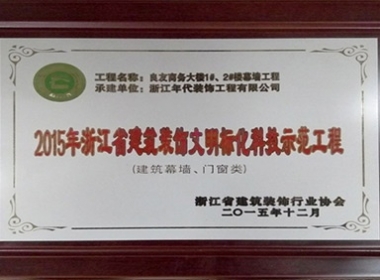 工程名称：良友商务大楼1#、2#楼幕墙工程
承建单位：浙江年代装饰工程有限公司
2015年浙江省建筑装饰文明标化科技示范工程
(建筑幕墙、门窗类)
浙江省建筑装饰行业协会
二〇一五年十二月